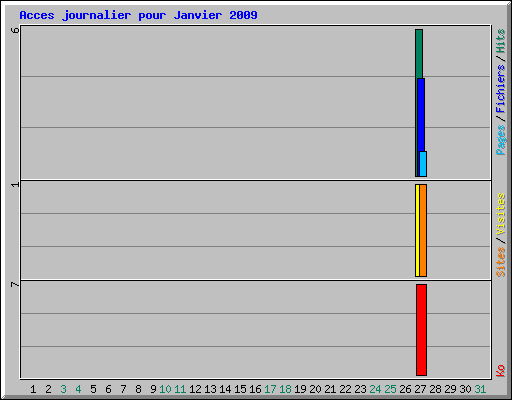 Acces journalier pour Janvier 2009
6
Pages/Fichiers/Hits
1
Sites/Visites
7
Ko
1 2 3 4 5 6 7 8 9 10 11 12 13 14 15 16 17 18 19 20 21 22 23 24 25 26 27 28 29 30 31